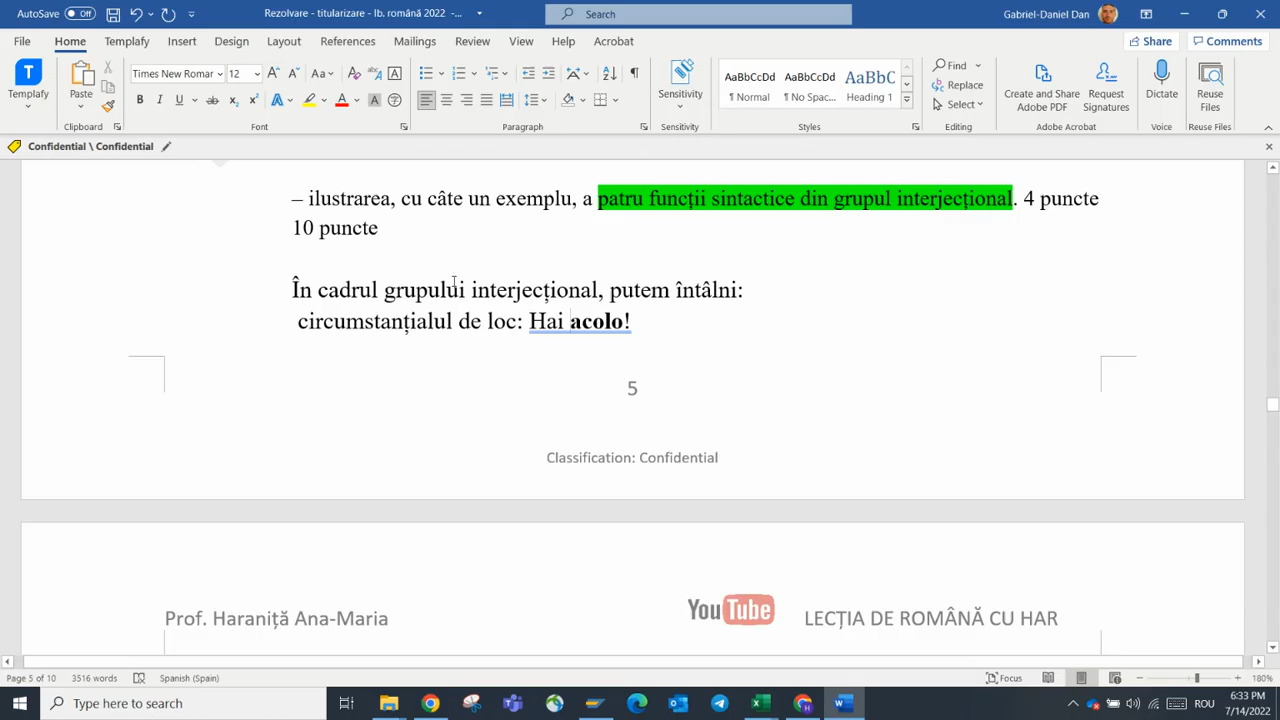 AutoSave Off Rezolvare - titularizare - lb. română 2022 -... Search Gabriel-Daniel Dan
File Home Templafy Insert Design Layout References Mailings Review View Help Acrobat Share Comments
Templafy Paste Times New Roman 12 Sensitivity AaBbCcDd AaBbCcDd AaBbC Find Create and Share Request Dictate Reuse
¶ Normal ¶ No Spac... Heading 1 Replace Adobe PDF Signatures Files
Select
Clipboard Font Paragraph Sensitivity Styles Editing Adobe Acrobat Voice Reuse Files
Confidential \ Confidential
– ilustrarea, cu câte un exemplu, a patru funcții sintactice din grupul interjecțional. 4 puncte
10 puncte
În cadrul grupului interjecțional, putem întâlni:
circumstanțialul de loc: Hai acolo!
5
Classification: Confidential
Prof. Haraniță Ana-Maria YouTube LECȚIA DE ROMÂNĂ CU HAR
Page 5 of 10 3516 words Spanish (Spain) Focus 180%
Type here to search ROU 6:33 PM
7/14/2022